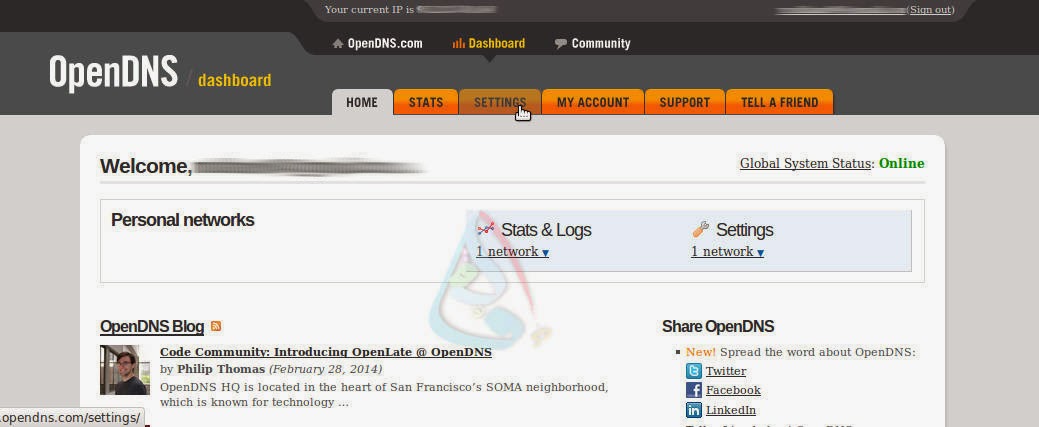 Your current IP is
(Sign out)
OpenDNS.com
Dashboard
Community
OpenDNS / dashboard
HOME
STATS
SETTINGS
MY ACCOUNT
SUPPORT
TELL A FRIEND
Welcome,
Global System Status: Online
Personal networks
Stats & Logs
1 network ▼
Settings
1 network ▼
OpenDNS Blog
Code Community: Introducing OpenLate @ OpenDNS
by Philip Thomas (February 28, 2014)
OpenDNS HQ is located in the heart of San Francisco's SOMA neighborhood,
which is known for technology ...
Share OpenDNS
New! Spread the word about OpenDNS:
Twitter
Facebook
LinkedIn
.opendns.com/settings/